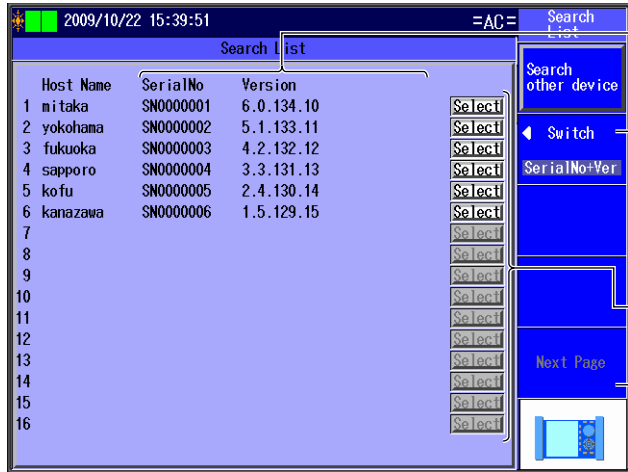 2009/10/22 15:39:51 =AC= Search List
Search List
Search other device
Host Name SerialNo Version
1 mitaka SN0000001 6.0.134.10 Select
2 yokohama SN0000002 5.1.133.11 Select
3 fukuoka SN0000003 4.2.132.12 Select
4 sapporo SN0000004 3.3.131.13 Select
5 kofu SN0000005 2.4.130.14 Select
6 kanazawa SN0000006 1.5.129.15 Select
7 Select
8 Select
9 Select
10 Select
11 Select
12 Select
13 Select
14 Select
15 Select
16 Select
Switch
SerialNo+Ver
Next Page